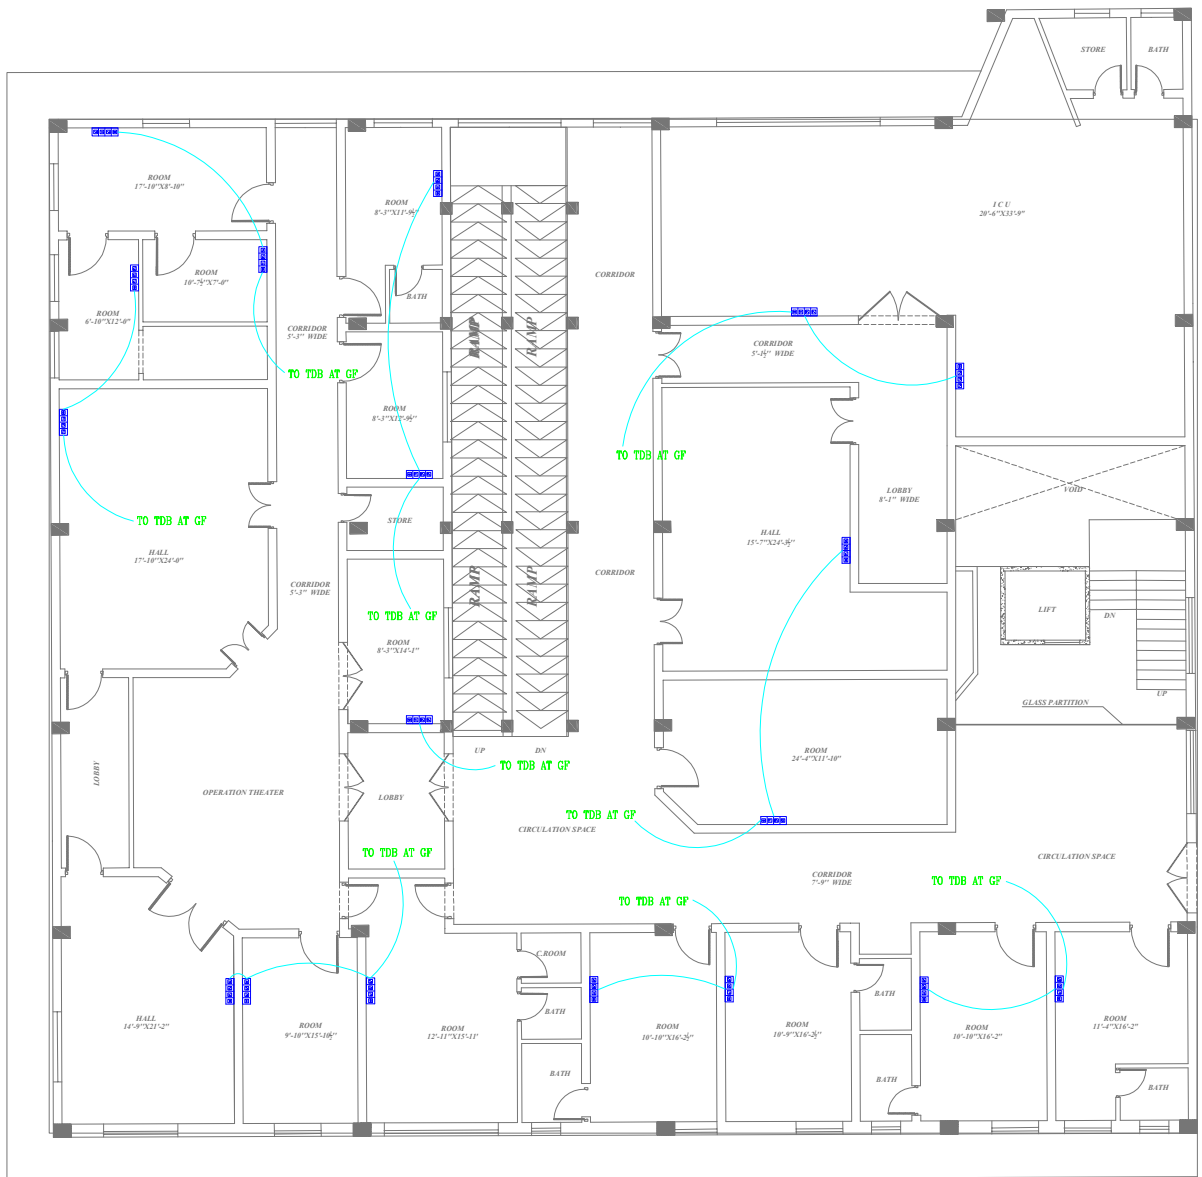 STORE
BATH
ROOM
17'-10"X8'-10"
ROOM
8'-3"X11'-9½"
I C U
20'-6"X33'-9"
ROOM
10'-7½"X7'-0"
CORRIDOR
BATH
ROOM
6'-10"X12'-0"
CORRIDOR
5'-3" WIDE
RAMP
RAMP
CORRIDOR
5'-1½" WIDE
TO TDB AT GF
ROOM
8'-3"X12'-9½"
TO TDB AT GF
LOBBY
8'-1" WIDE
VOID
TO TDB AT GF
STORE
HALL
15'-7"X24'-3½"
HALL
17'-10"X24'-0"
CORRIDOR
5'-3" WIDE
RAMP
RAMP
CORRIDOR
LIFT
DN
TO TDB AT GF
ROOM
8'-3"X14'-1"
UP
GLASS PARTITION
UP
DN
ROOM
24'-4"X11'-10"
TO TDB AT GF
LOBBY
OPERATION THEATER
LOBBY
TO TDB AT GF
CIRCULATION SPACE
TO TDB AT GF
CIRCULATION SPACE
CORRIDOR
7'-9" WIDE
TO TDB AT GF
TO TDB AT GF
C.ROOM
BATH
BATH
HALL
14'-9"X21'-2"
ROOM
9'-10"X15'-10½"
ROOM
12'-11"X15'-11'
ROOM
10'-10"X16'-2½"
ROOM
10'-9"X16'-2½"
ROOM
10'-10"X16'-2"
ROOM
11'-4"X16'-2"
BATH
BATH
BATH